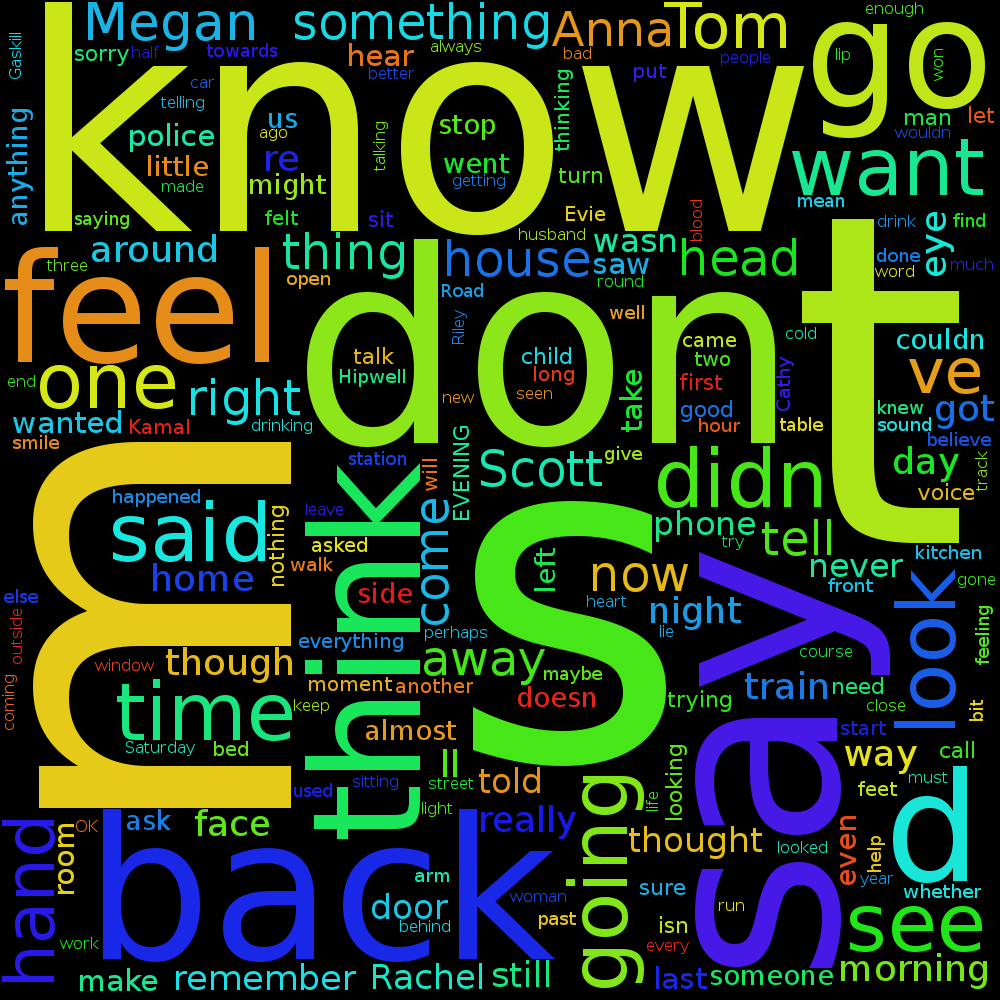 Megan
something
Anna
Tom
enough
go
know
Gaskill
sorry
half
towards
hear
always
better
bad
put
people
lip
won
car
telling
anything
police
us
ago
talking
stop
thinking
man
let
wouldn
little
re
went
want
made
might
getting
turn
mean
saying
felt
sit
Evie
blood
drink
find
husband
eye
around
thing
house
saw
wasn
head
done
word
much
three
open
Road
round
feel
dont
t
Riley
well
came
cold
couldn
talk
child
two
Hipwell
long
first
Cathy
ve
end
one
right
new
seen
take
good
knew
got
wanted
Kamal
drinking
hour
table
sound
believe
smile
station
will
EVENING
Scott
give
didn
day
track
m
happened
think
s
voice
said
nothing
leave
come
phone
tell
asked
try
kitchen
home
walk
left
now
never
front
gone
else
side
heart
night
look
outside
everything
perhaps
lie
say
feeling
window
though
away
maybe
course
coming
time
moment
another
doesn
trying
train
need
close
bit
keep
almost
start
Saturday
bed
ll
looking
way
call
used
sitting
street
told
going
life
feet
must
d
hand
OK
ask
face
light
really
thought
looked
even
help
room
back
arm
sure
year
whether
door
woman
past
run
see
work
behind
isn
every
make
remember
Rachel
still
last
someone
morning